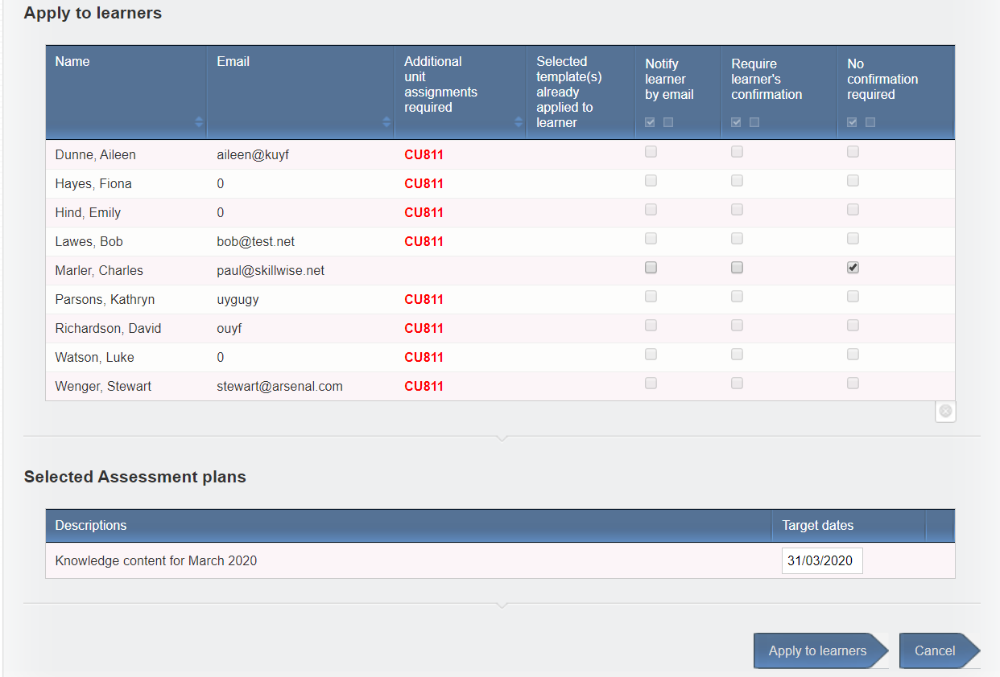 Apply to learners
Name Email Additional unit assignments required Selected template(s) already applied to learner Notify learner by email Require learner's confirmation No confirmation required
Dunne, Aileen aileen@kuyf CU811
Hayes, Fiona 0 CU811
Hind, Emily 0 CU811
Lawes, Bob bob@test.net CU811
Marler, Charles paul@skillwise.net
Parsons, Kathryn uygugy CU811
Richardson, David ouyf CU811
Watson, Luke 0 CU811
Wenger, Stewart stewart@arsenal.com CU811
Selected Assessment plans
Descriptions Target dates
Knowledge content for March 2020 31/03/2020
Apply to learners Cancel